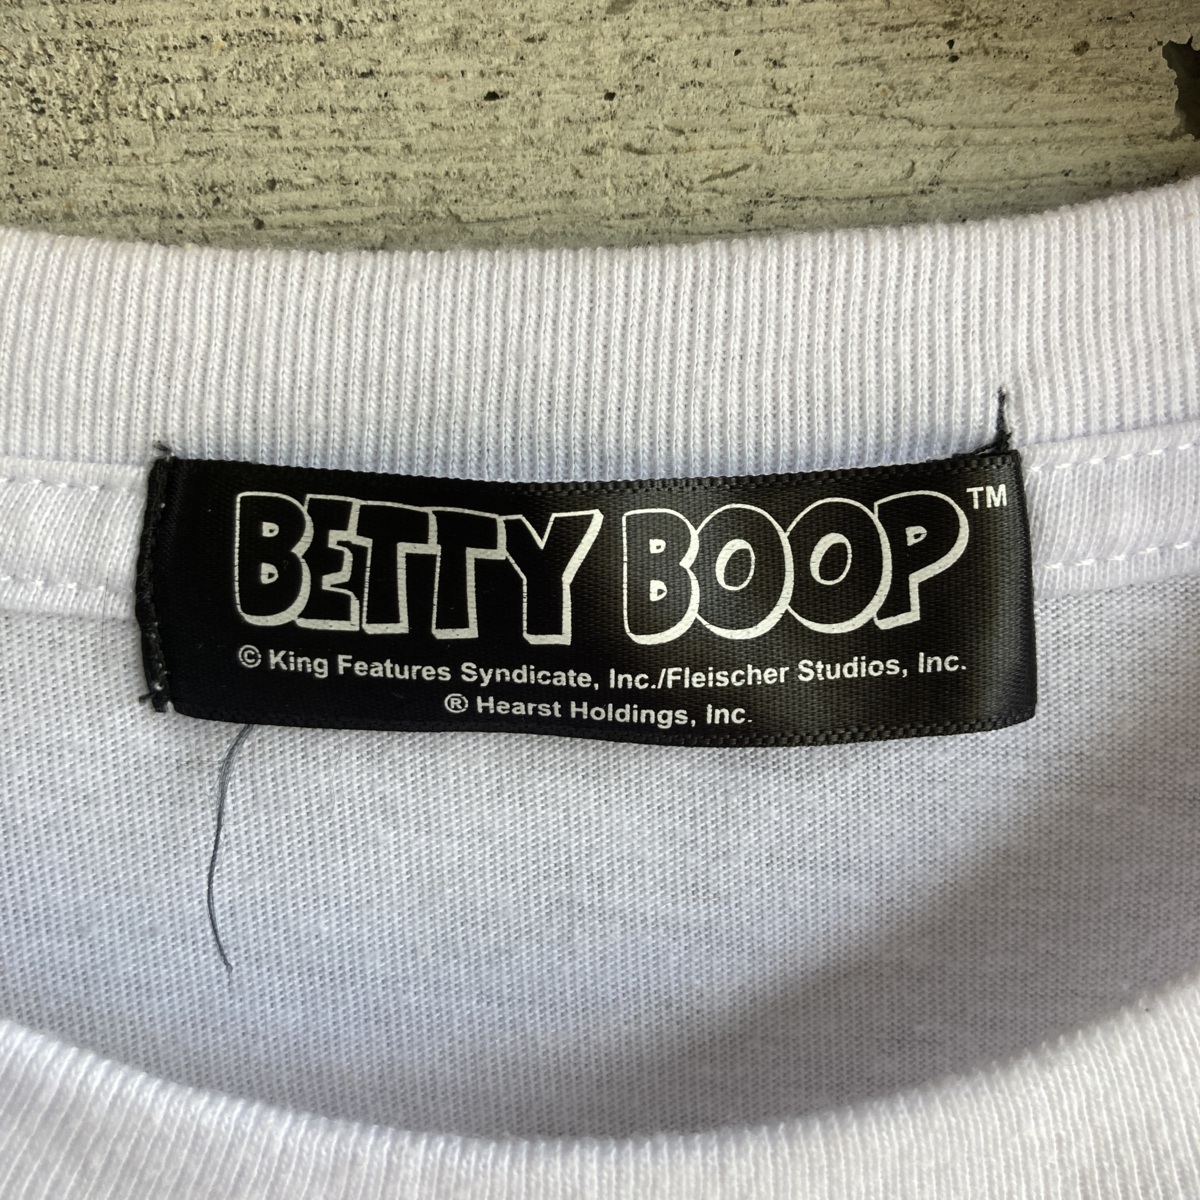 BETTY BOOP™
© King Features Syndicate, Inc./Fleischer Studios, Inc.
® Hearst Holdings, Inc.